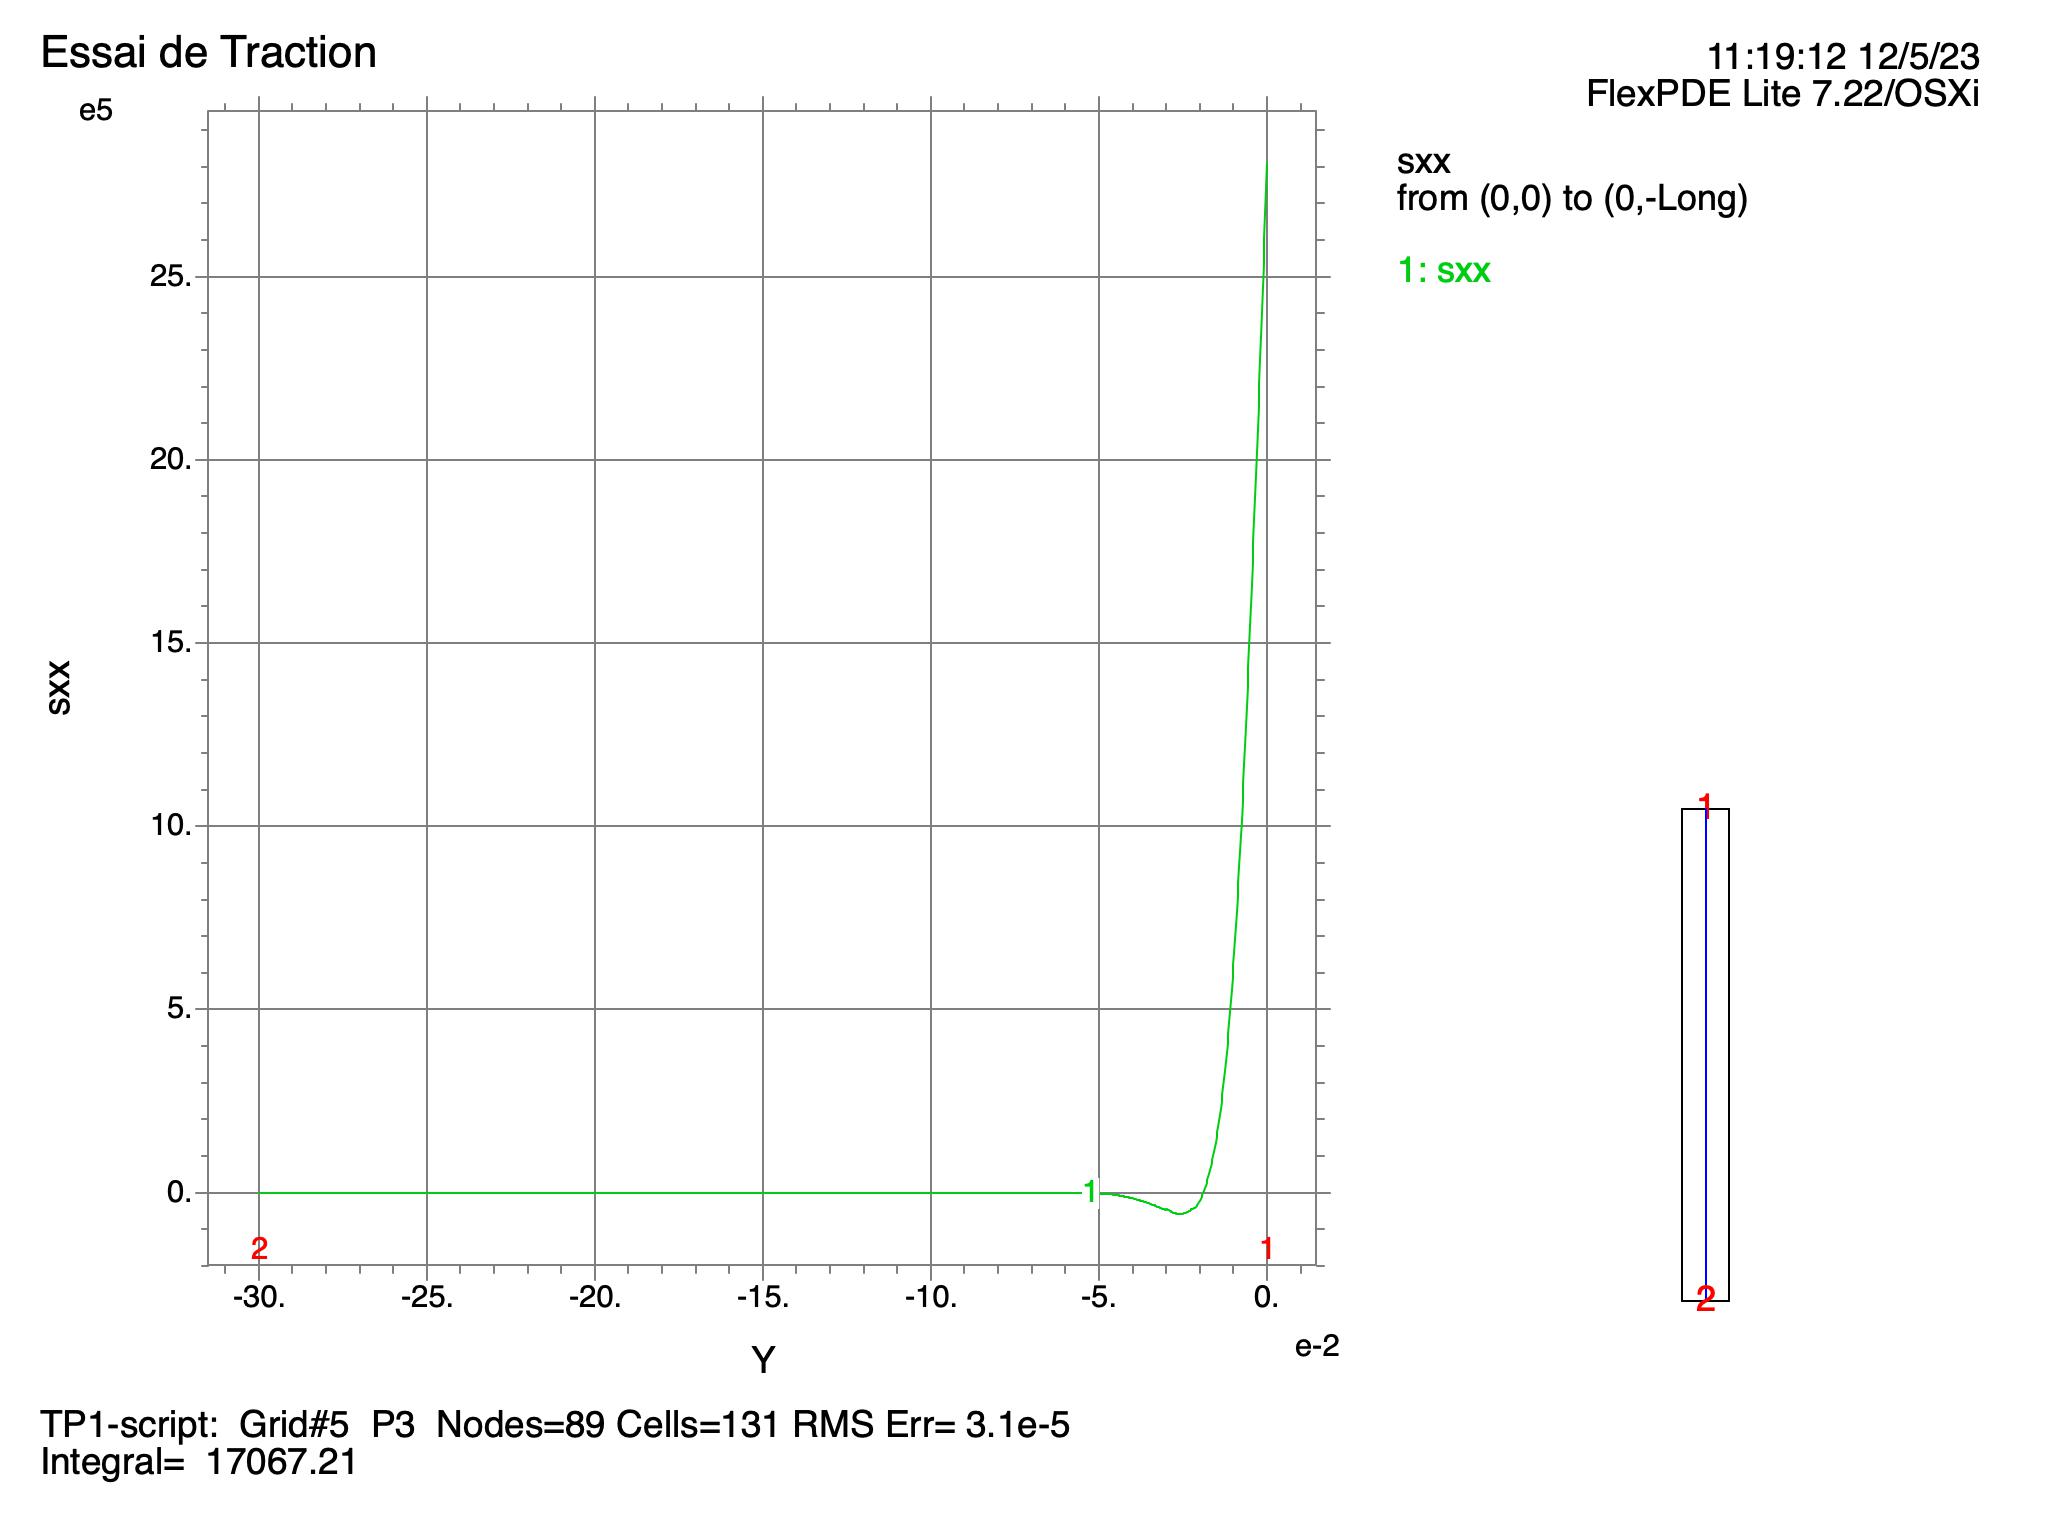 Essai de Traction
11:19:12 12/5/23
FlexPDE Lite 7.22/OSXi
e5
sxx
from (0,0) to (0,-Long)
1: sxx
25.
20.
15.
10.
5.
0.
sxx
1
2
1
-30. -25. -20. -15. -10. -5. 0.
e-2
Y
1
2
TP1-script: Grid#5 P3 Nodes=89 Cells=131 RMS Err= 3.1e-5
Integral= 17067.21